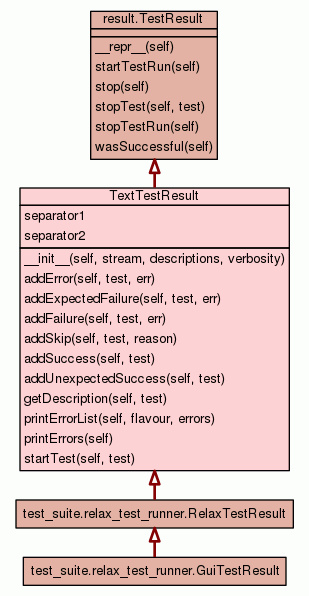 result.TestResult
__repr__(self)
startTestRun(self)
stop(self)
stopTest(self, test)
stopTestRun(self)
wasSuccessful(self)
TextTestResult
separator1
separator2
__init__(self, stream, descriptions, verbosity)
addError(self, test, err)
addExpectedFailure(self, test, err)
addFailure(self, test, err)
addSkip(self, test, reason)
addSuccess(self, test)
addUnexpectedSuccess(self, test)
getDescription(self, test)
printErrorList(self, flavour, errors)
printErrors(self)
startTest(self, test)
test_suite.relax_test_runner.RelaxTestResult
test_suite.relax_test_runner.GuiTestResult